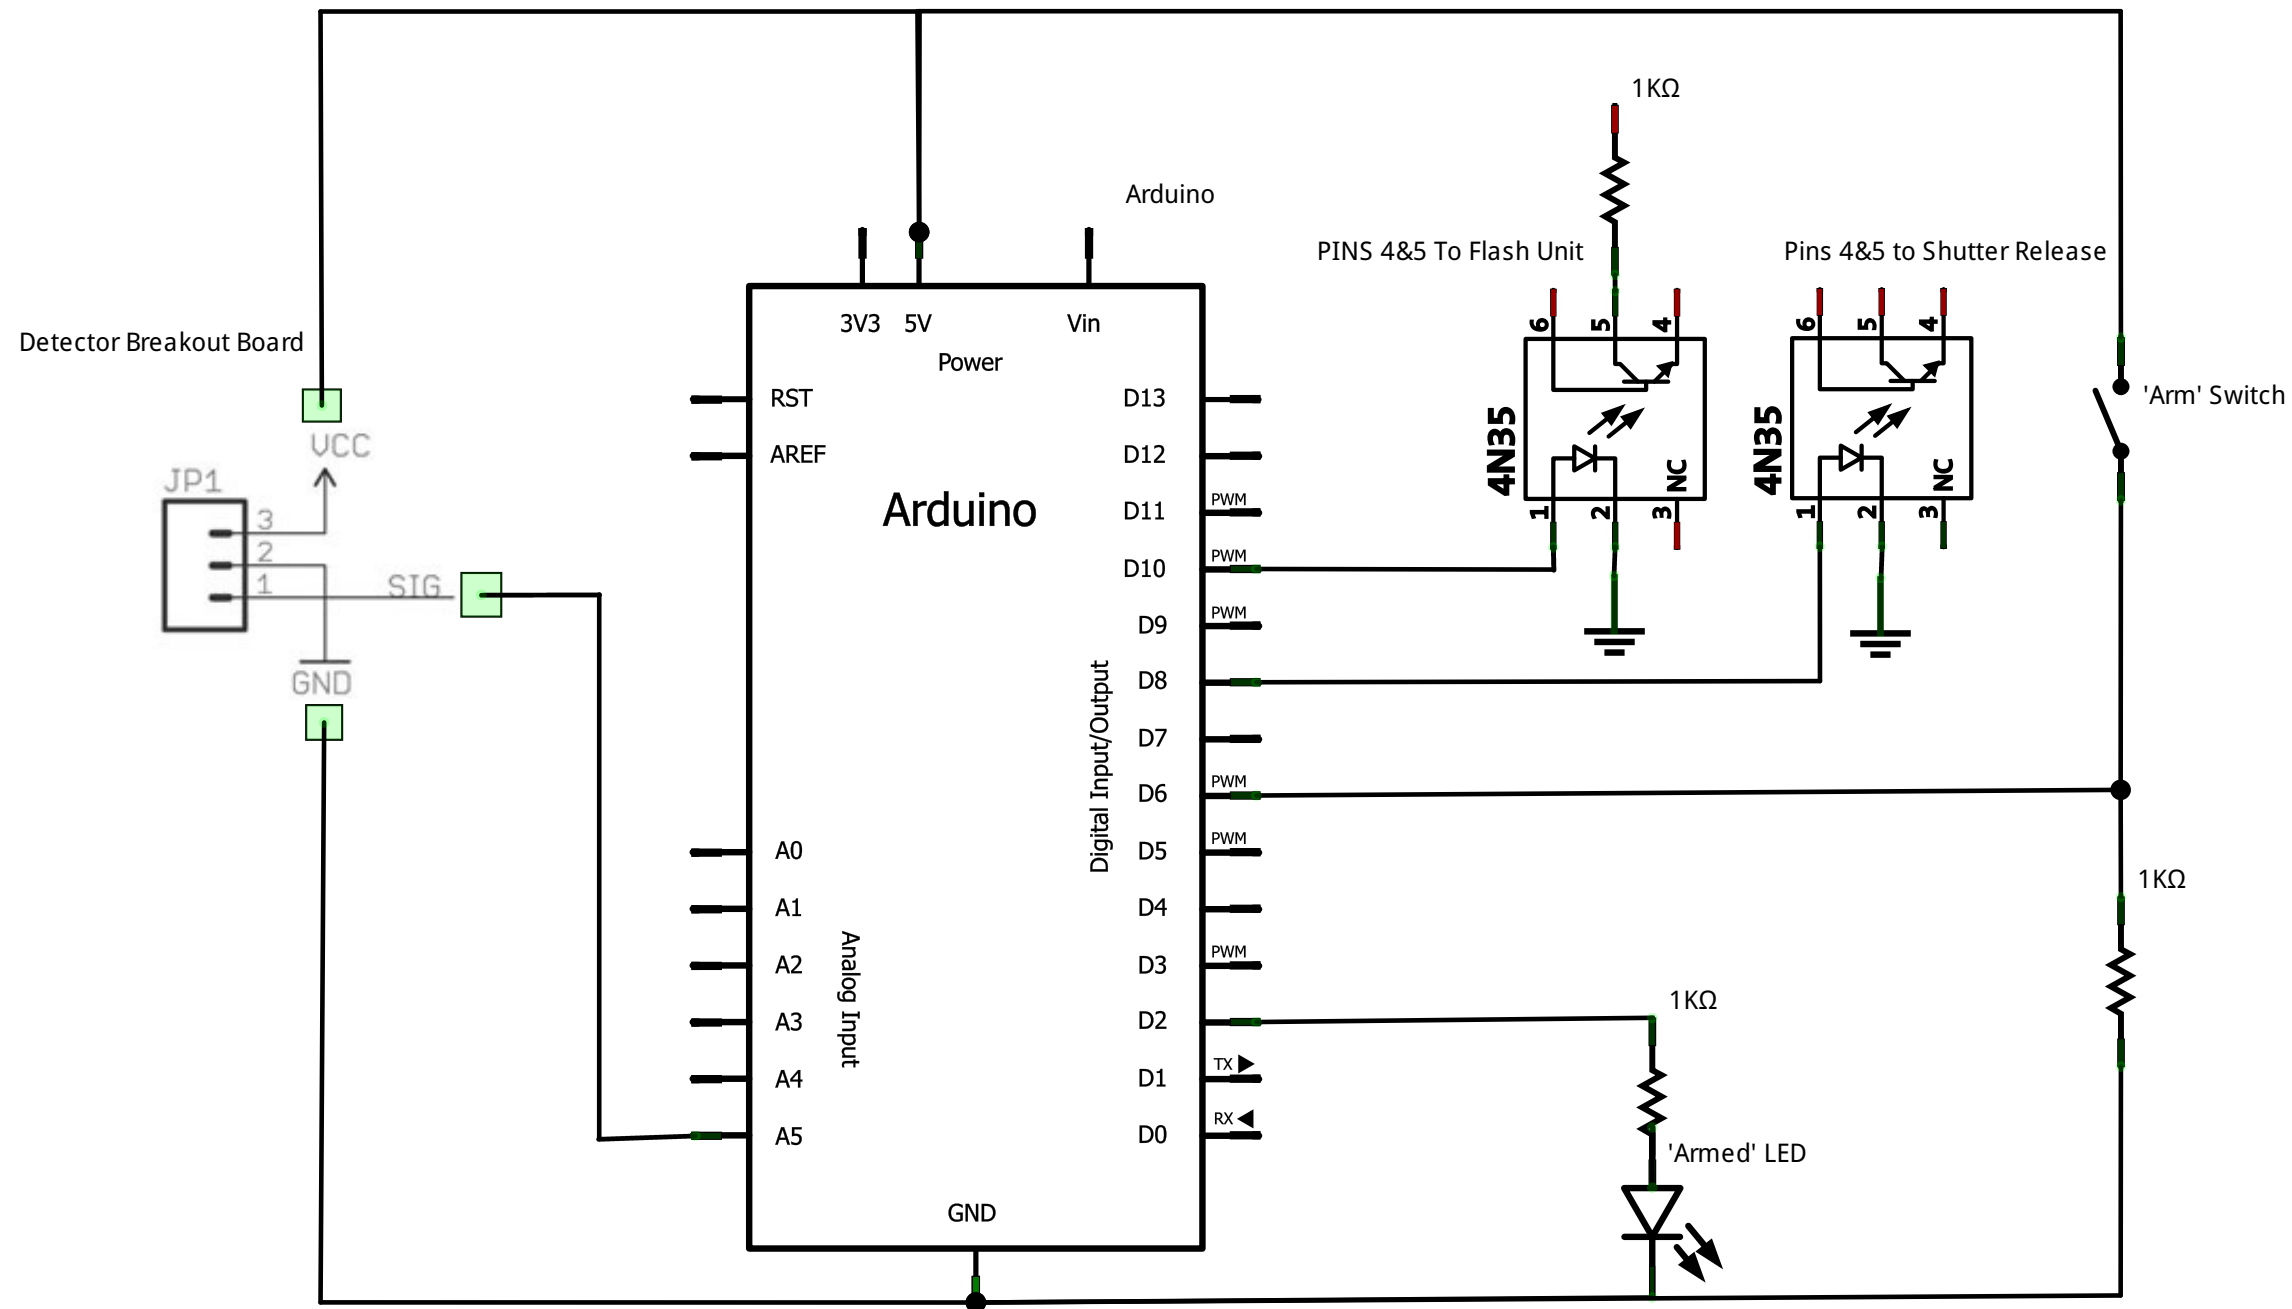 1KΩ
Arduino
PINS 4&5 To Flash Unit
Pins 4&5 to Shutter Release
6
5
4
6
5
4
3V3
5V
Vin
Power
Detector Breakout Board
RST
AREF
Arduino
D13
D12
PWM
D11
PWM
D10
PWM
D9
D8
D7
PWM
D6
PWM
D5
D4
PWM
D3
D2
TX
D1
RX
D0
Digital Input/Output
4N35
NC
1
2
3
4N35
NC
1
2
3
'Arm' Switch
VCC
JP1
3
2
1
SIG
GND
A0
A1
A2
A3
A4
A5
Analog Input
GND
1KΩ
1KΩ
'Armed' LED